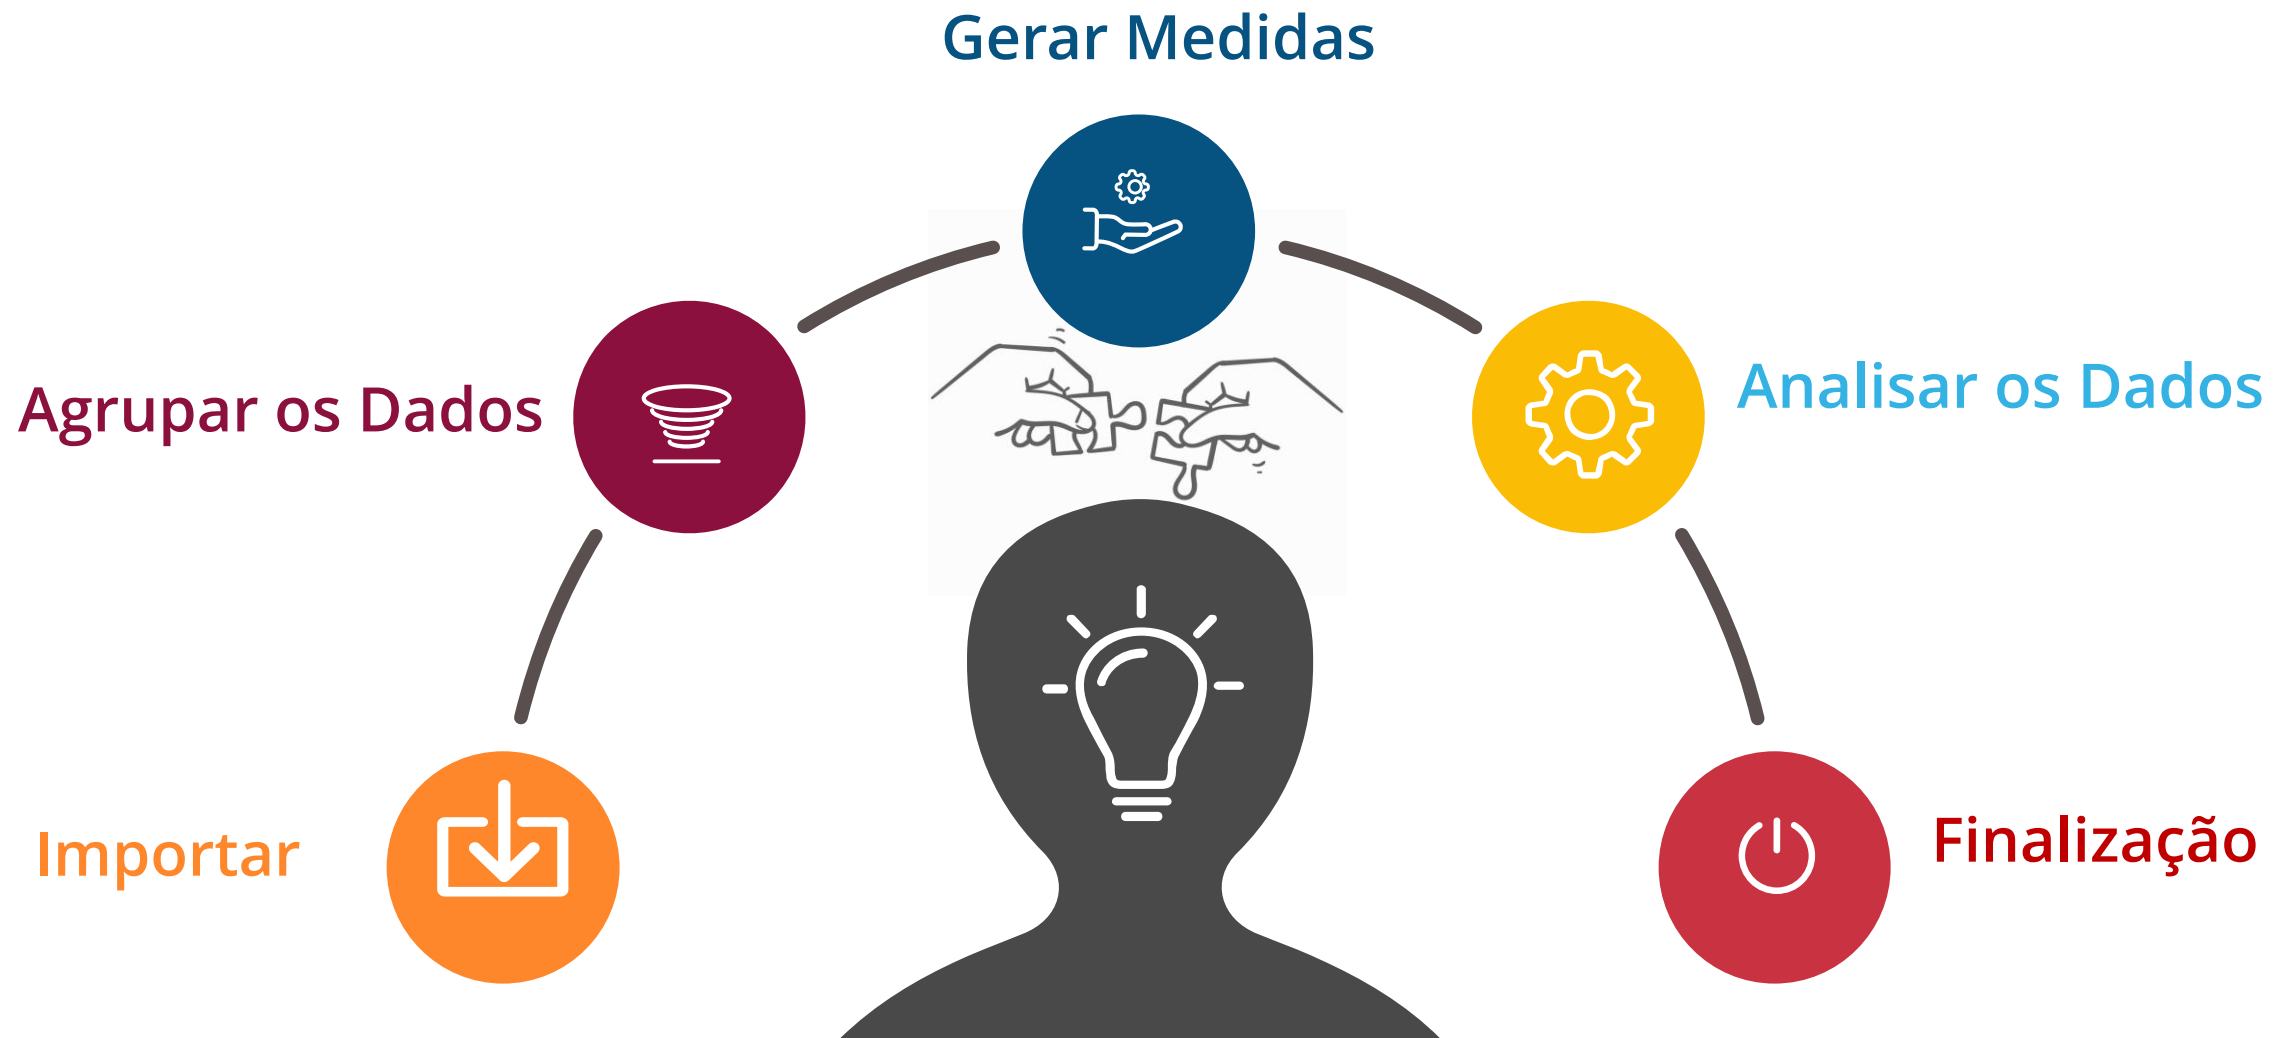 Gerar Medidas
Agrupar os Dados
Analisar os Dados
Importar
Finalização